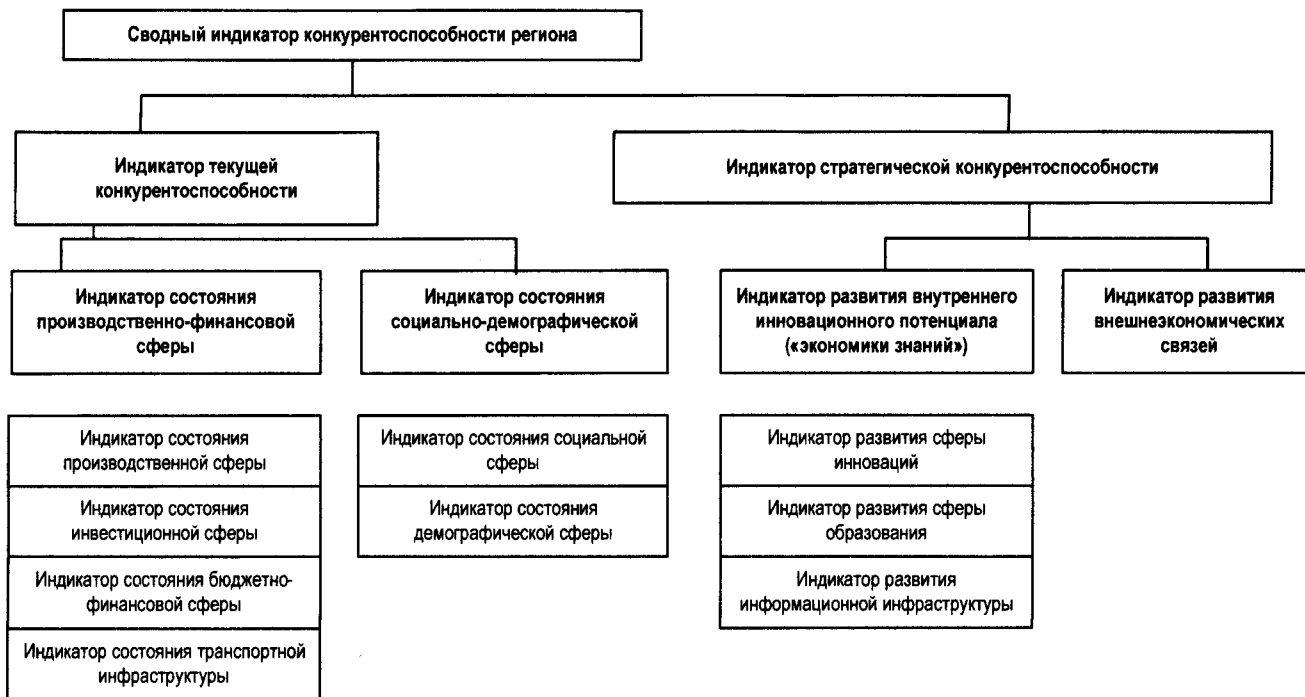 Сводный индикатор конкурентоспособности региона
Индикатор текущей
конкурентоспособности
Индикатор стратегической конкурентоспособности
Индикатор состояния
производственно-финансовой
сферы
Индикатор состояния
социально-демографической
сферы
Индикатор развития внутреннего
инновационного потенциала
(«экономики знаний»)
Индикатор развития
внешнеэкономических
связей
Индикатор состояния
производственной сферы
Индикатор состояния
инвестиционной сферы
Индикатор состояния бюджетно-
финансовой сферы
Индикатор состояния транспортной
инфраструктуры
Индикатор состояния социальной
сферы
Индикатор состояния
демографической сферы
Индикатор развития сферы
инноваций
Индикатор развития сферы
образования
Индикатор развития
информационной инфраструктуры